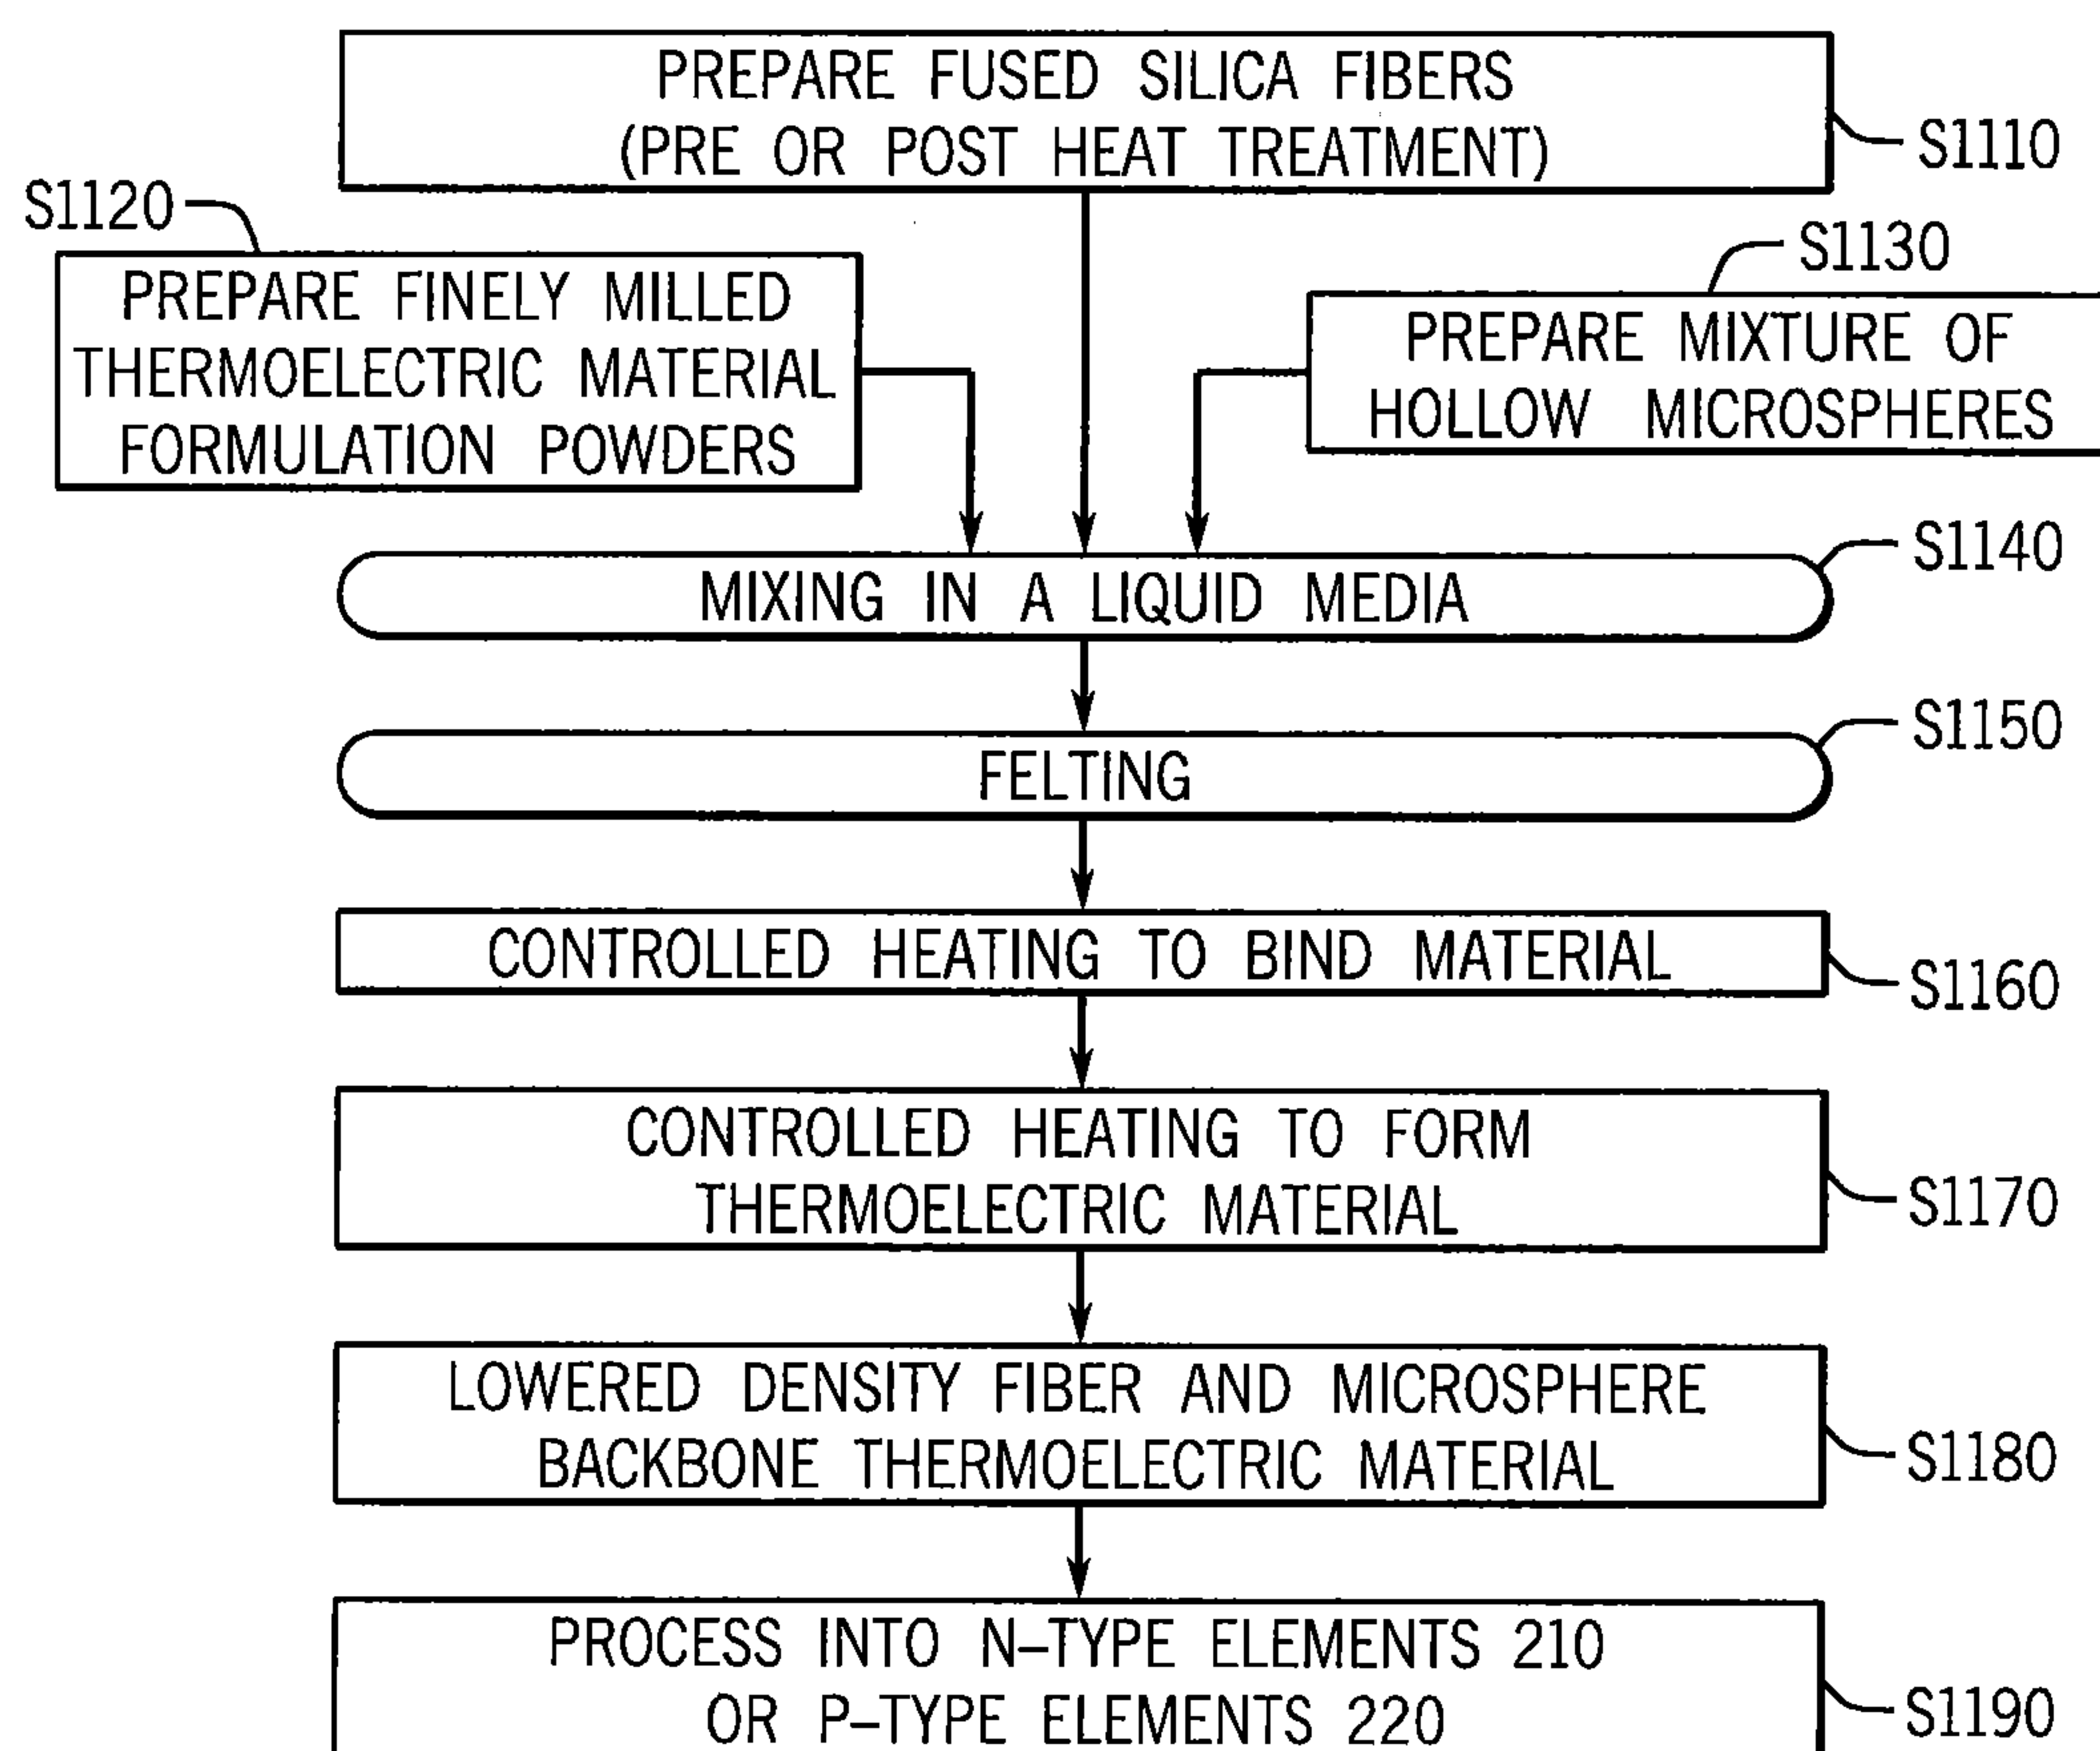 PREPARE FUSED SILICA FIBERS
(PRE OR POST HEAT TREATMENT)
S1110
S1120
PREPARE FINELY MILLED
THERMOELECTRIC MATERIAL
FORMULATION POWDERS
S1130
PREPARE MIXTURE OF
HOLLOW MICROSPHERES
S1140
MIXING IN A LIQUID MEDIA
S1150
FELTING
CONTROLLED HEATING TO BIND MATERIAL
S1160
CONTROLLED HEATING TO FORM
THERMOELECTRIC MATERIAL
S1170
LOWERED DENSITY FIBER AND MICROSPHERE
BACKBONE THERMOELECTRIC MATERIAL
S1180
PROCESS INTO N–TYPE ELEMENTS 210
OR P–TYPE ELEMENTS 220
S1190